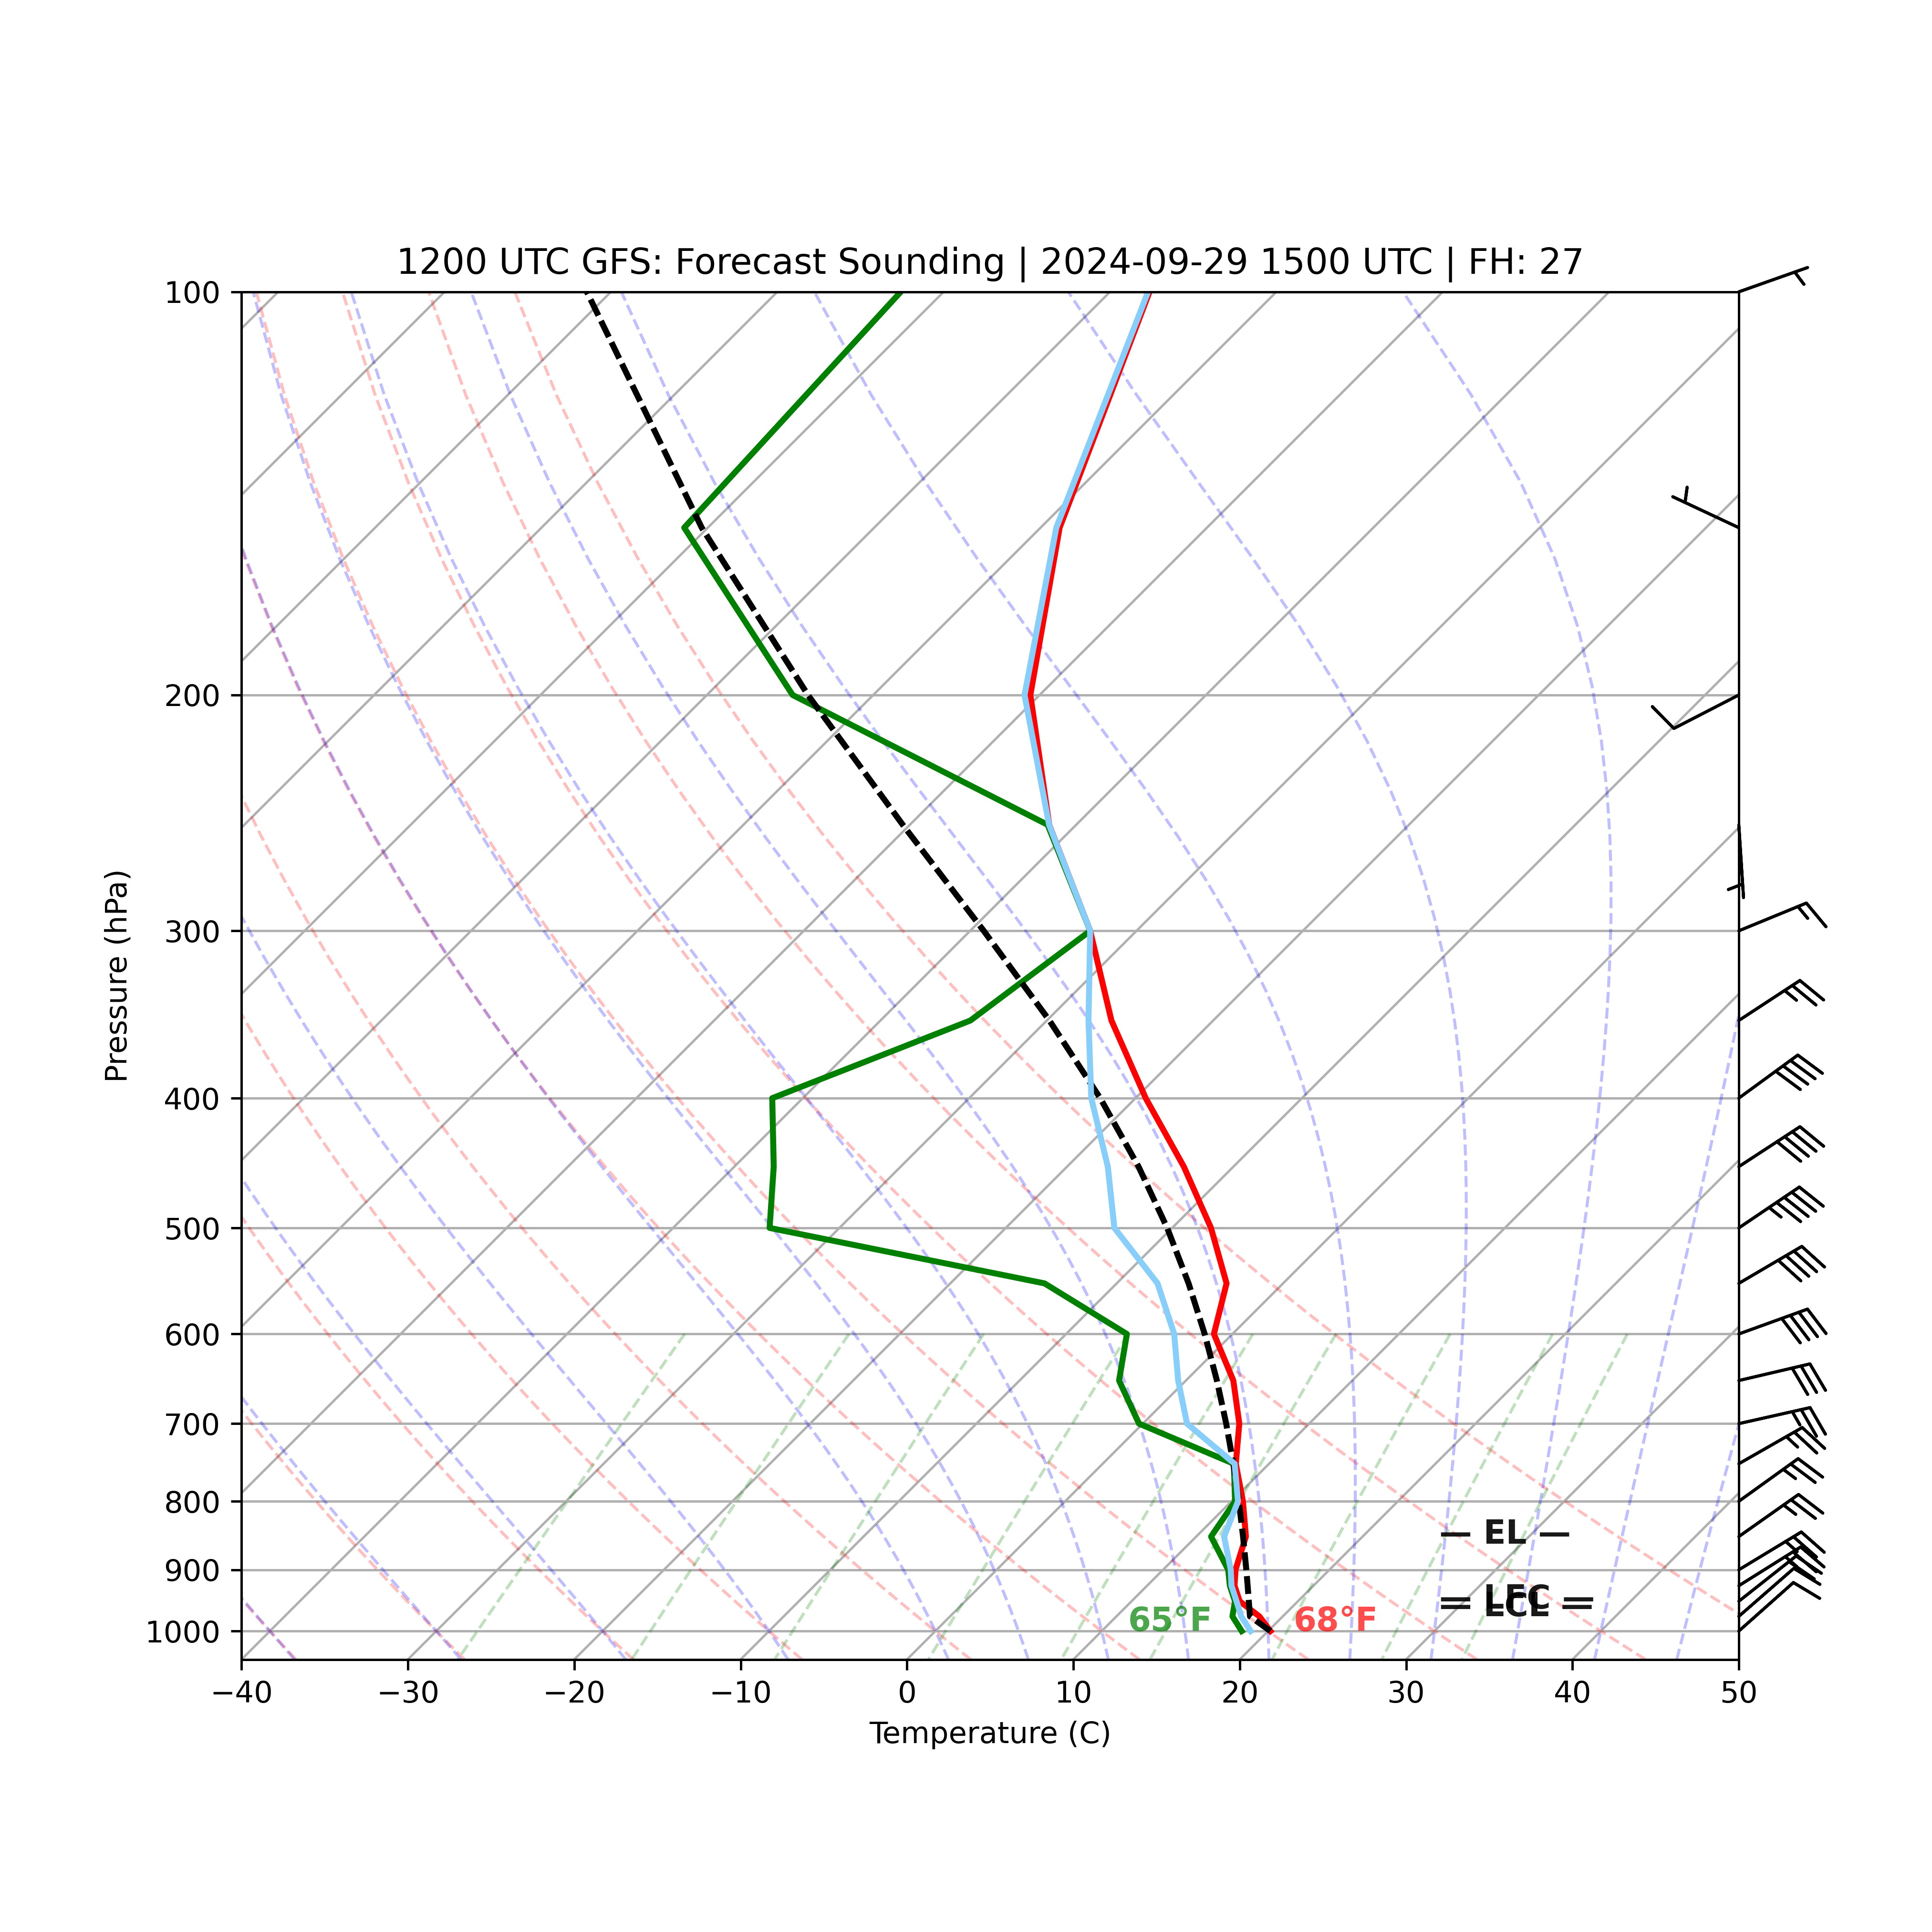 1200 UTC GFS: Forecast Sounding | 2024-09-29 1500 UTC | FH: 27
100
200
300
400
500
600
700
800
900
1000
Pressure (hPa)
— EL —
— LFC —
— LCL —
65°F
68°F
−40 −30 −20 −10 0 10 20 30 40 50
Temperature (C)